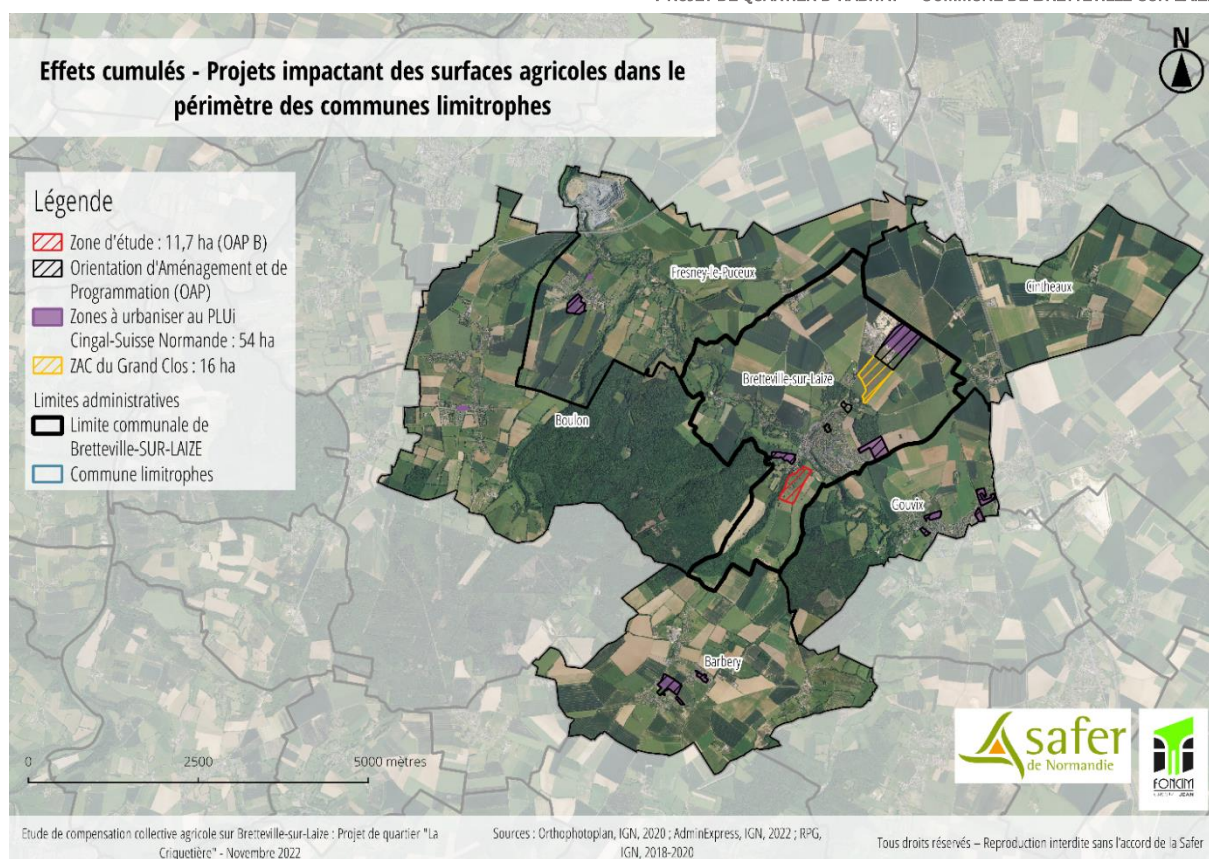 Effets cumulés - Projets impactant des surfaces agricoles dans le
périmètre des communes limitrophes
N
Légende
Zone d'étude : 11,7 ha (OAP B)
Orientation d'Aménagement et de
Programmation (OAP)
Zones à urbaniser au PLUi
Cingal-Suisse Normande : 54 ha
ZAC du Grand Clos : 16 ha
Limites administratives
Limite communale de
Bretteville-SUR-LAIZE
Commune limitrophes
Fresney-le-Puceux
Cintheaux
Bretteville-sur-Laize
Boulon
Gouvix
Barbery
0 2500 5000 mètres
safer
de Normandie
FONCIM
Etude de compensation collective agricole sur Bretteville-sur-Laize : Projet de quartier "La
Criquetière" - Novembre 2022
Sources : Orthophotoplan, IGN, 2020 ; AdminExpress, IGN, 2022 ; RPG,
IGN, 2018-2020
Tous droits réservés – Reproduction interdite sans l'accord de la Safer